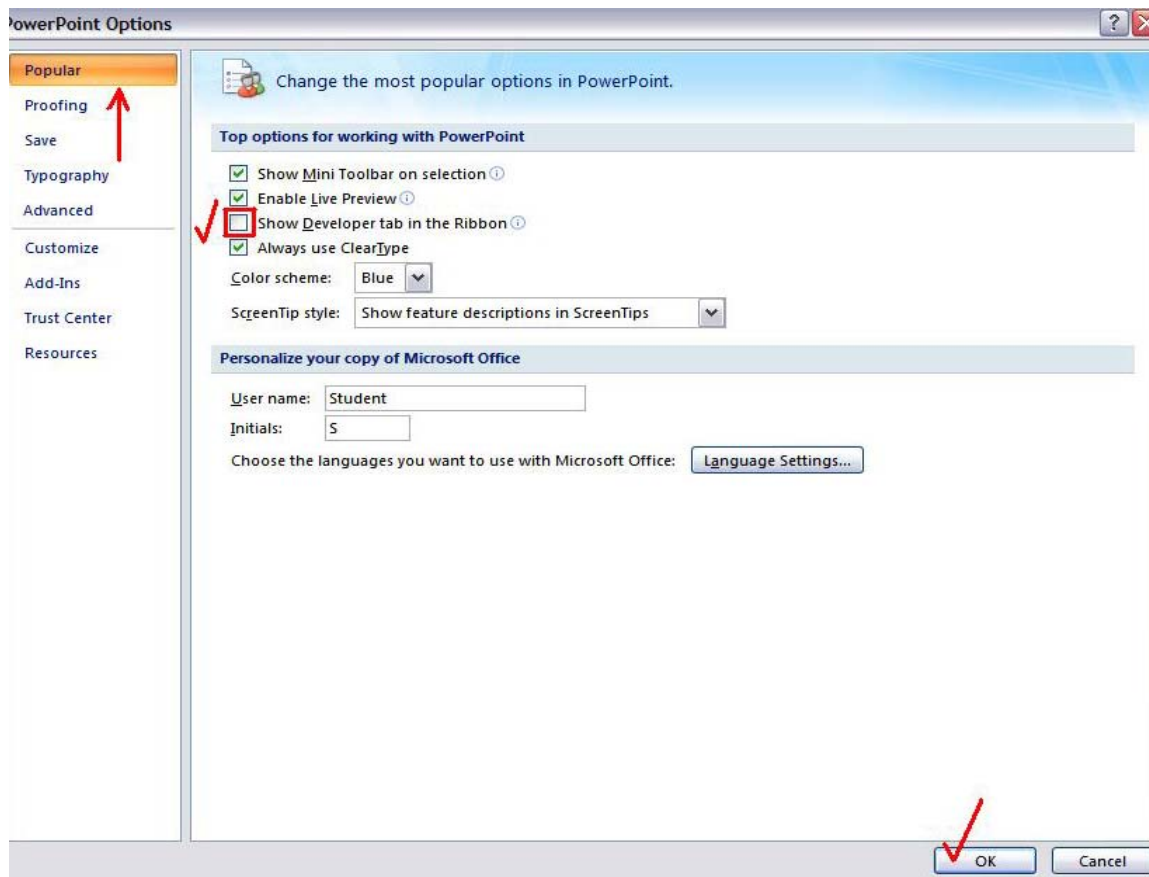 PowerPoint Options
?
Popular
Proofing
Save
Typography
Advanced
Customize
Add-Ins
Trust Center
Resources
Change the most popular options in PowerPoint.
Top options for working with PowerPoint
Show Mini Toolbar on selection
Enable Live Preview
Show Developer tab in the Ribbon
Always use ClearType
Color scheme: Blue
ScreenTip style: Show feature descriptions in ScreenTips
Personalize your copy of Microsoft Office
User name: Student
Initials: S
Choose the languages you want to use with Microsoft Office: Language Settings...
OK Cancel